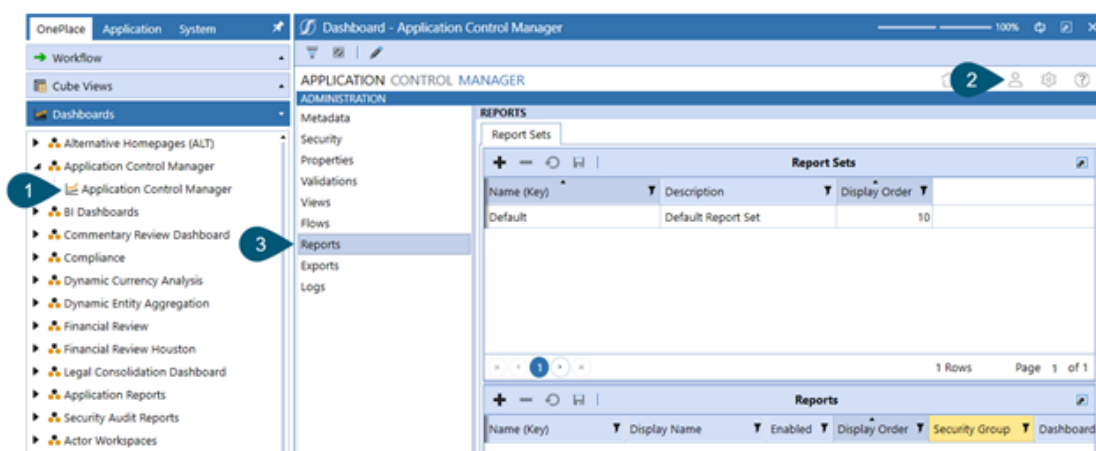 OnePlace Application System
Dashboard - Application Control Manager
100%
Workflow
Cube Views
Dashboards
Alternative Homepages (ALT)
Application Control Manager
1
Application Control Manager
BI Dashboards
Commentary Review Dashboard
Compliance
Dynamic Currency Analysis
Dynamic Entity Aggregation
Financial Review
Financial Review Houston
Legal Consolidation Dashboard
Application Reports
Security Audit Reports
Actor Workspaces
APPLICATION CONTROL MANAGER
2
?
ADMINISTRATION
Metadata
Security
Properties
Validations
Views
Flows
3
Reports
Exports
Logs
REPORTS
Report Sets
Report Sets
Name (Key) Description Display Order
Default Default Report Set 10
1
1 Rows Page 1 of 1
Reports
Name (Key) Display Name Enabled Display Order Security Group Dashboard